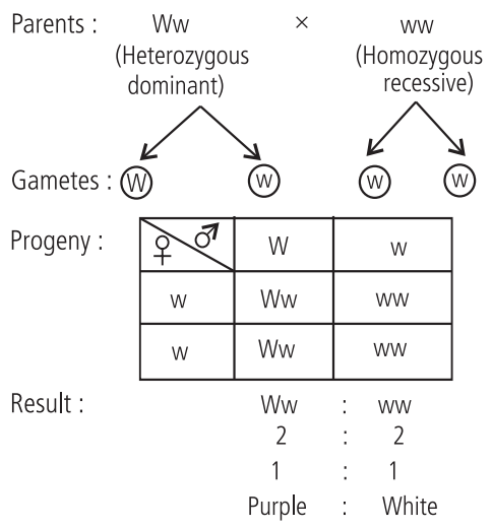 Parents : Ww × ww
(Heterozygous dominant) (Homozygous recessive)
Gametes : W w w w
Progeny : ♀ ♂ W w
w Ww ww
w Ww ww
Result : Ww : ww
2 : 2
1 : 1
Purple : White